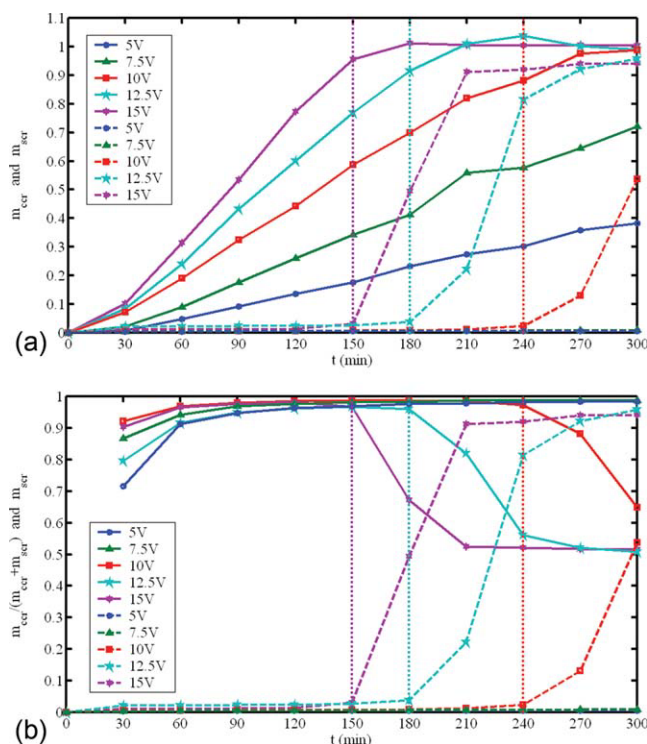 1.1
1
0.9
0.8
0.7
0.6
0.5
0.4
0.3
0.2
0.1
0
m_ccr and m_scr
5V
7.5V
10V
12.5V
15V
5V
7.5V
10V
12.5V
15V
0 30 60 90 120 150 180 210 240 270 300
t (min)
(a)
1
0.9
0.8
0.7
0.6
0.5
0.4
0.3
0.2
0.1
0
m_ccr/(m_ccr+m_scr) and m_scr
5V
7.5V
10V
12.5V
15V
5V
7.5V
10V
12.5V
15V
0 30 60 90 120 150 180 210 240 270 300
t (min)
(b)